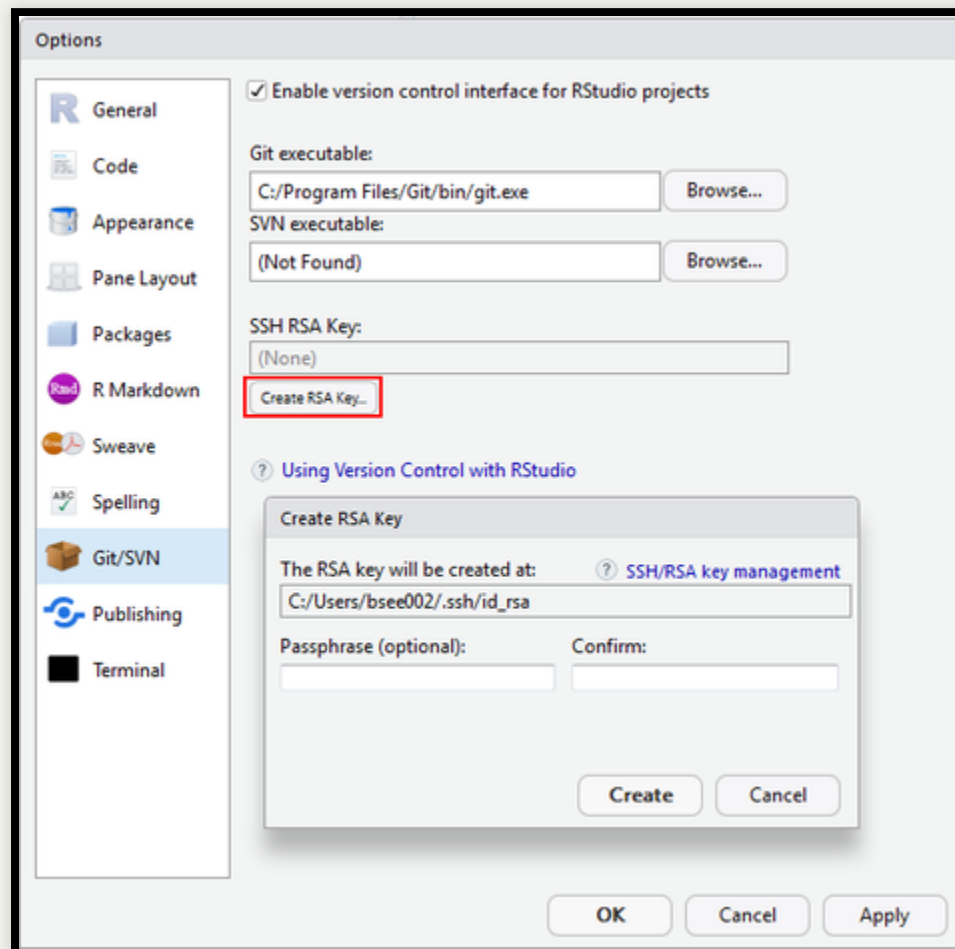 Options
General
Code
Appearance
Pane Layout
Packages
R Markdown
Sweave
Spelling
Git/SVN
Publishing
Terminal
Enable version control interface for RStudio projects
Git executable:
C:/Program Files/Git/bin/git.exe
Browse...
SVN executable:
(Not Found)
Browse...
SSH RSA Key:
(None)
Create RSA Key...
? Using Version Control with RStudio
Create RSA Key
The RSA key will be created at: ? SSH/RSA key management
C:/Users/bsee002/.ssh/id_rsa
Passphrase (optional): Confirm:
Create Cancel
OK Cancel Apply
R
Rmd
ABC